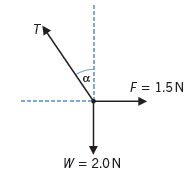 T
α
F = 1.5 N
W = 2.0 N